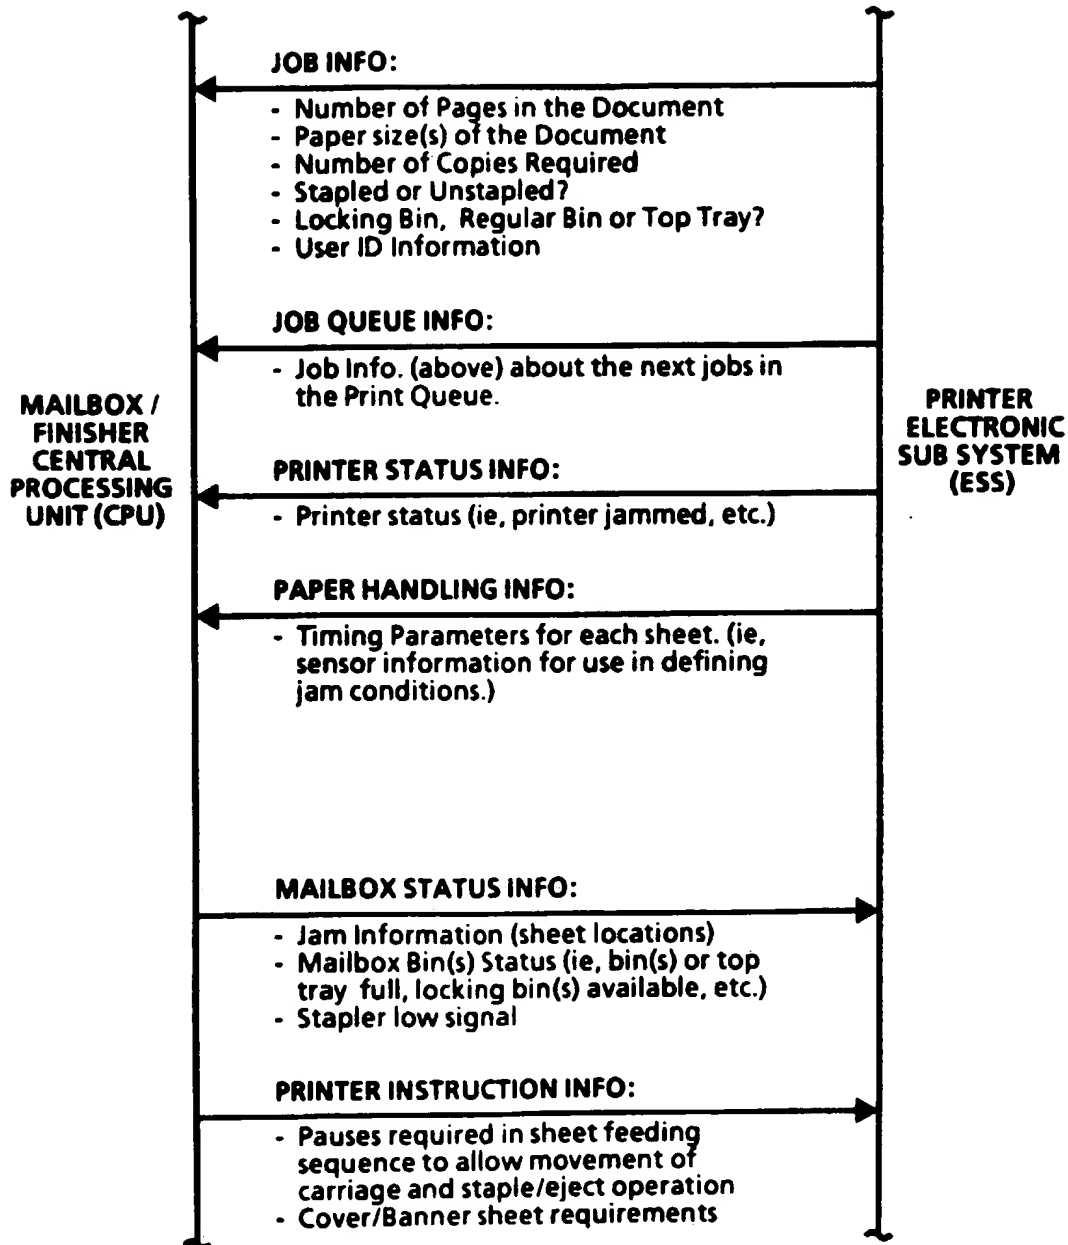 JOB INFO:
- Number of Pages in the Document
- Paper size(s) of the Document
- Number of Copies Required
- Stapled or Unstapled?
- Locking Bin, Regular Bin or Top Tray?
- User ID Information
JOB QUEUE INFO:
- Job Info. (above) about the next jobs in
the Print Queue.
MAILBOX /
FINISHER
CENTRAL
PROCESSING
UNIT (CPU)
PRINTER
ELECTRONIC
SUB SYSTEM
(ESS)
PRINTER STATUS INFO:
- Printer status (ie, printer jammed, etc.)
PAPER HANDLING INFO:
- Timing Parameters for each sheet. (ie,
sensor information for use in defining
jam conditions.)
MAILBOX STATUS INFO:
- Jam Information (sheet locations)
- Mailbox Bin(s) Status (ie, bin(s) or top
tray full, locking bin(s) available, etc.)
- Stapler low signal
PRINTER INSTRUCTION INFO:
- Pauses required in sheet feeding
sequence to allow movement of
carriage and staple/eject operation
- Cover/Banner sheet requirements